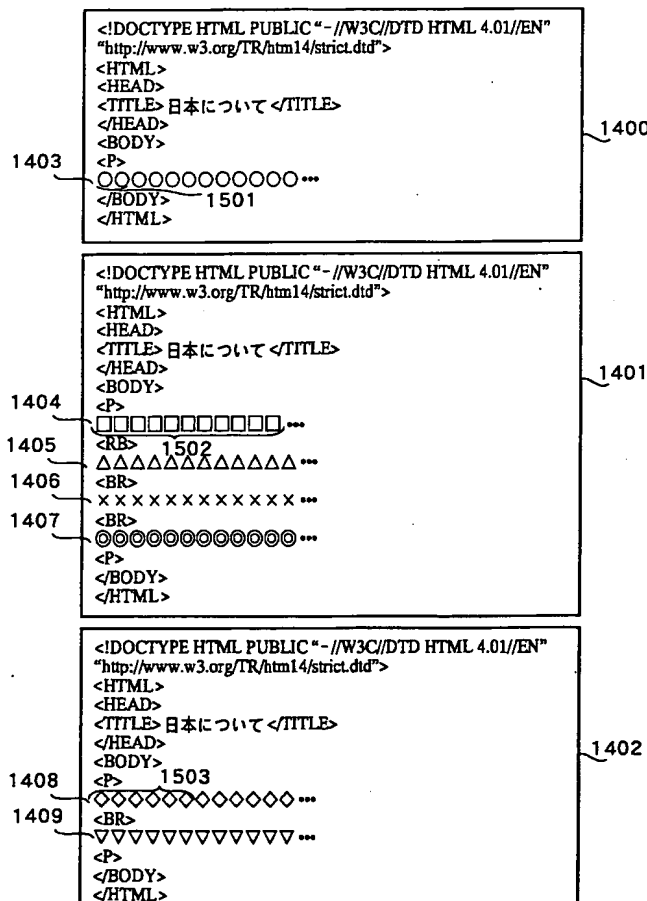 <!DOCTYPE HTML PUBLIC “-//W3C//DTD HTML 4.01//EN”
“http://www.w3.org/TR/htm14/strict.dtd”>
<HTML>
<HEAD>
<TITLE> 日本について </TITLE>
</HEAD>
<BODY>
<P>
1403 ○○○○○○○○○○○○ •••
1501
</BODY>
</HTML>
1400
<!DOCTYPE HTML PUBLIC “-//W3C//DTD HTML 4.01//EN”
“http://www.w3.org/TR/htm14/strict.dtd”>
<HTML>
<HEAD>
<TITLE> 日本について </TITLE>
</HEAD>
<BODY>
1401
<P>
1404 □□□□□□□□□□□ •••
<RB>
1502
1405 △△△△△△△△△△△△ •••
<BR>
1406 ×××××××××××× •••
<BR>
1407 ◎◎◎◎◎◎◎◎◎◎◎◎ •••
<P>
</BODY>
</HTML>
<!DOCTYPE HTML PUBLIC “-//W3C//DTD HTML 4.01//EN”
“http://www.w3.org/TR/htm14/strict.dtd”>
<HTML>
<HEAD>
<TITLE> 日本について </TITLE>
</HEAD>
<BODY>
1402
<P> 1503
1408 ◇◇◇◇◇◇◇◇◇◇◇◇ •••
<BR>
1409 ▽▽▽▽▽▽▽▽▽▽▽▽ •••
<P>
</BODY>
</HTML>